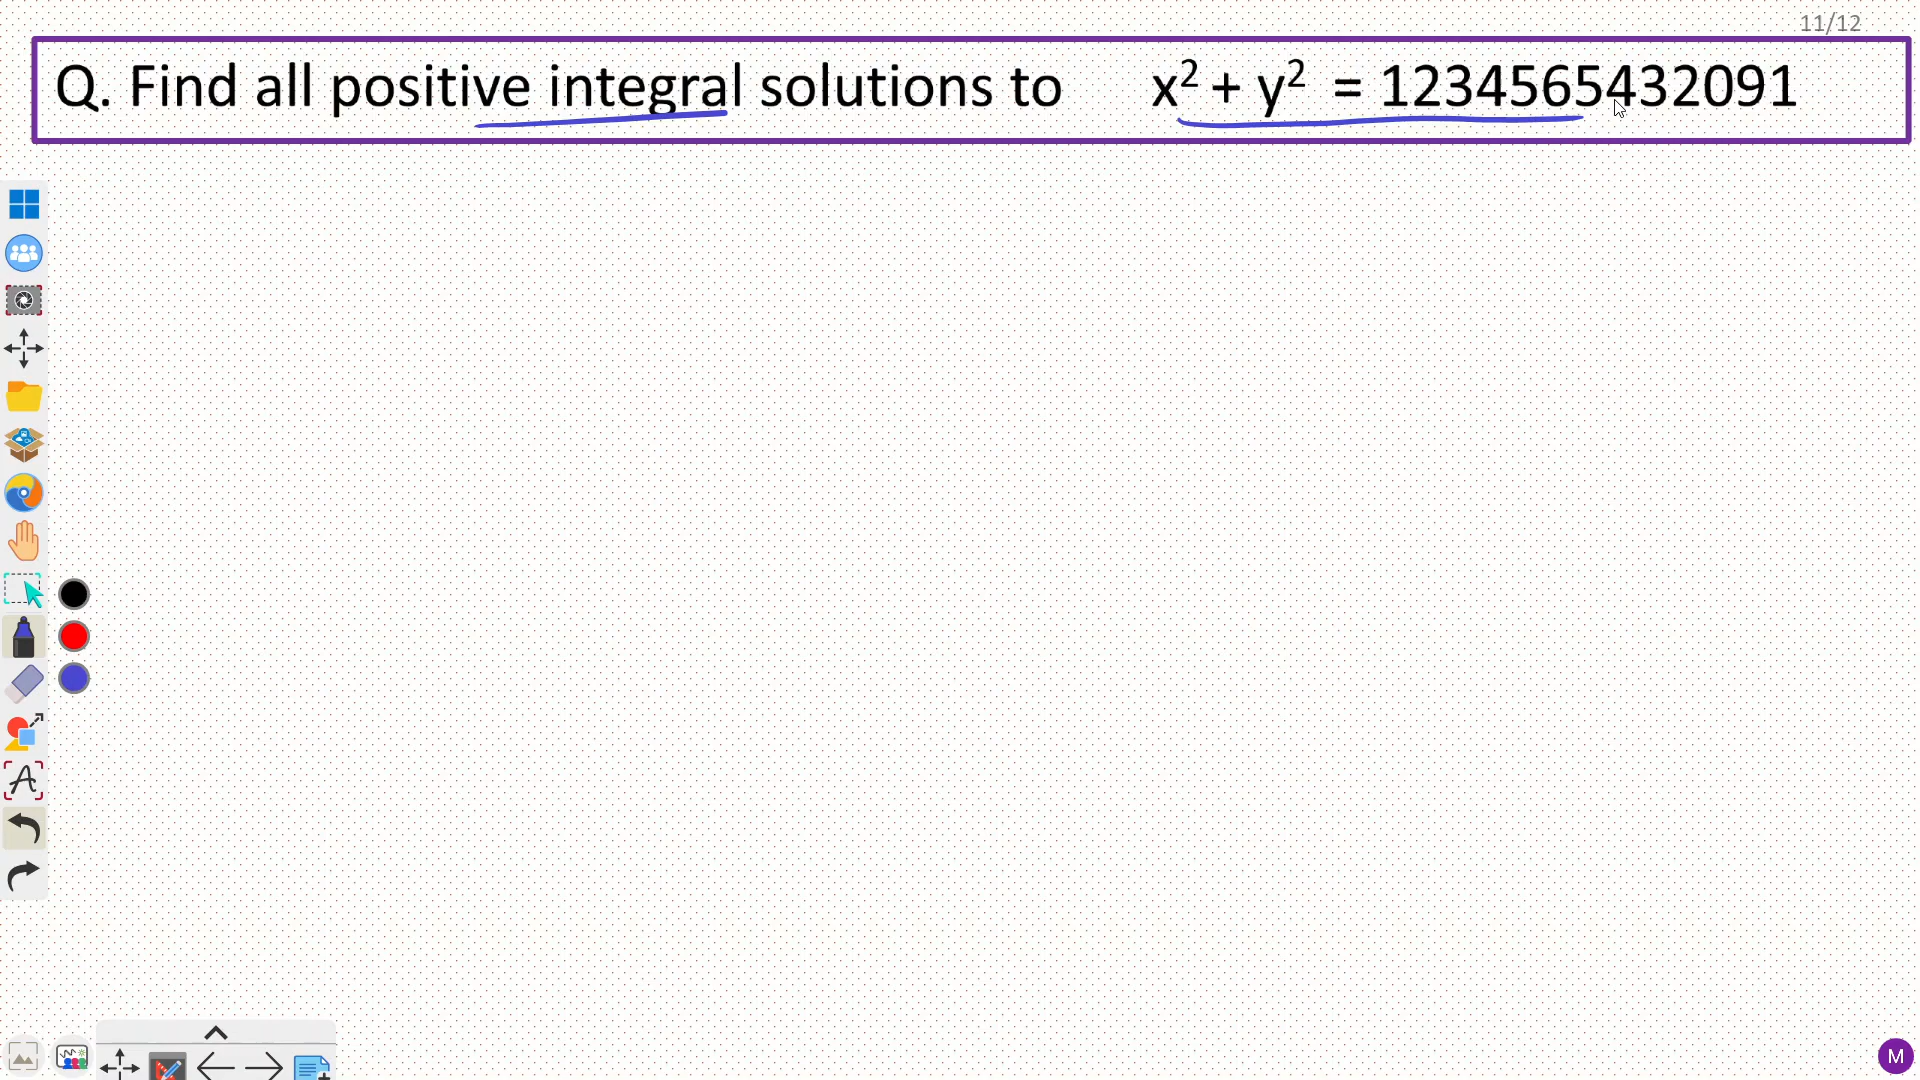 11/12
Q. Find all positive integral solutions to x² + y² = 1234565432091
M